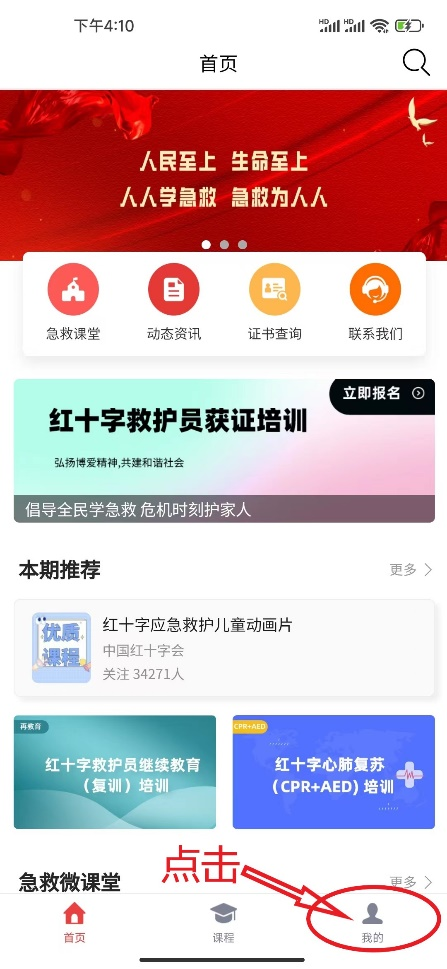 下午4:10
HD HD
首页
人民至上 生命至上
人人学急救 急救为人人
急救课堂 动态资讯 证书查询 联系我们
立即报名
红十字救护员获证培训
弘扬博爱精神,共建和谐社会
倡导全民学急救 危机时刻护家人
本期推荐 更多
优质
课程
红十字应急救护儿童动画片
中国红十字会
关注 34271人
再教育
红十字救护员继续教育
（复训）培训
CPR+AED
红十字心肺复苏
（CPR+AED) 培训
急救微课堂 更多
点击
首页 课程 我的